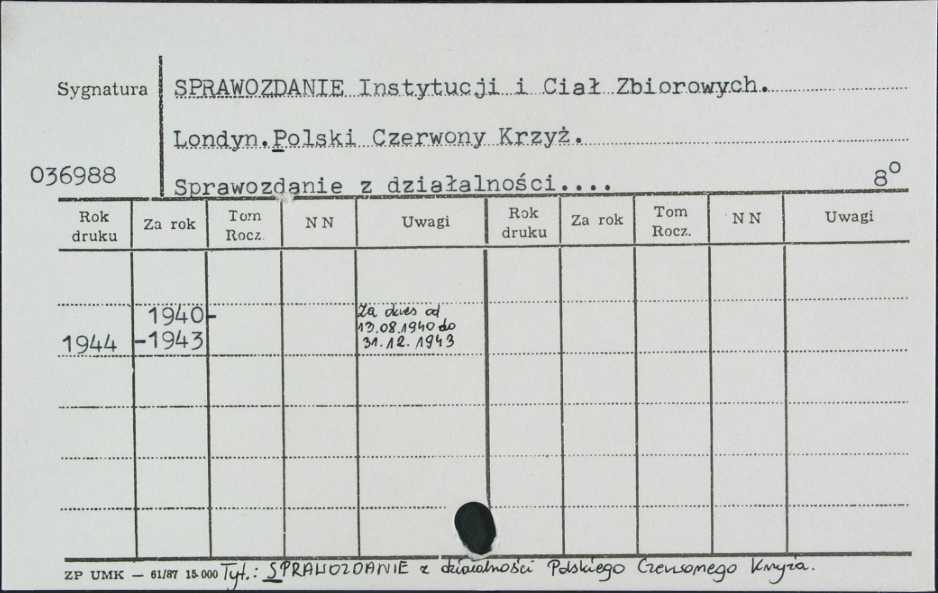 Sygnatura SPRAWOZDANIE Instytucji i Ciał Zbiorowych.
Londyn.Polski Czerwony Krzyż.
036988 Sprawozdanie z działalności.... 8°
Rok druku Za rok Tom Rocz. N N Uwagi Rok druku Za rok Tom Rocz. N N Uwagi
1940- Za okres od
1944 -1943 13.08.1940 do
31.12.1943
ZP UMK — 61/87 15.000 Tyt.: SPRAWOZDANIE z działalności Polskiego Czerwonego Krzyża.